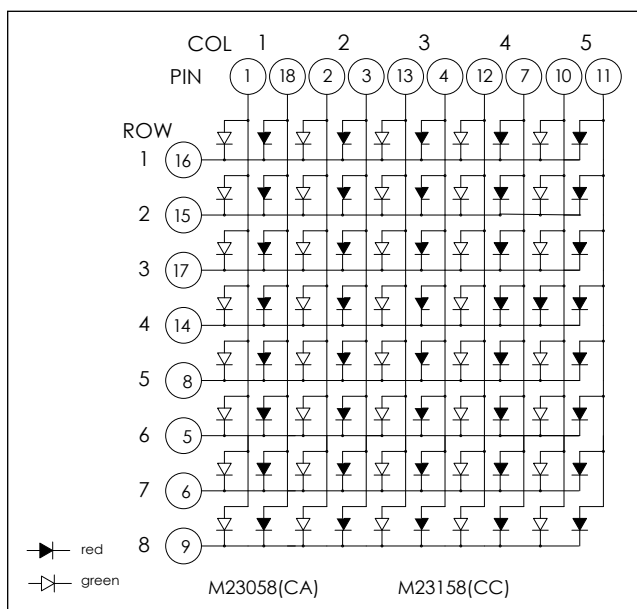 COL 1 2 3 4 5
PIN 1 18 2 3 13 4 12 7 10 11
ROW
1 16
2 15
3 17
4 14
5 8
6 5
7 6
8 9
red
green
M23058(CA) M23158(CC)